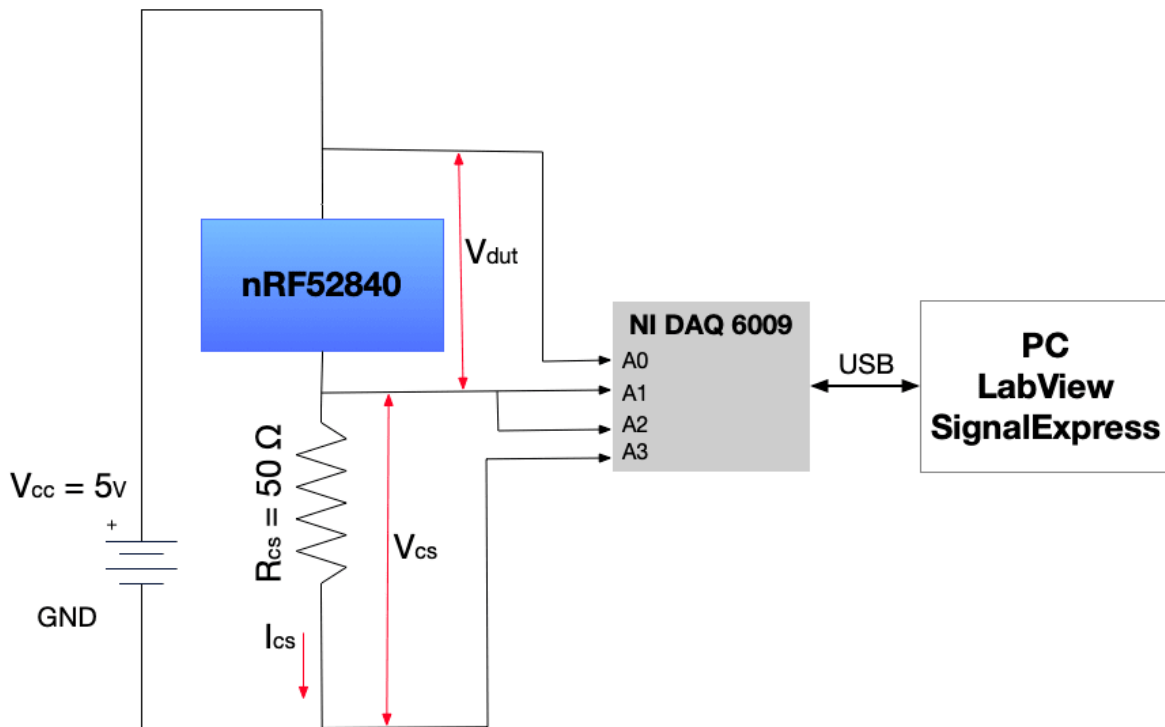 nRF52840
Vdut
NI DAQ 6009
A0
A1
A2
A3
USB
PC
LabView
SignalExpress
Vcc = 5v
+
GND
Rcs = 50 Ω
Vcs
Ics